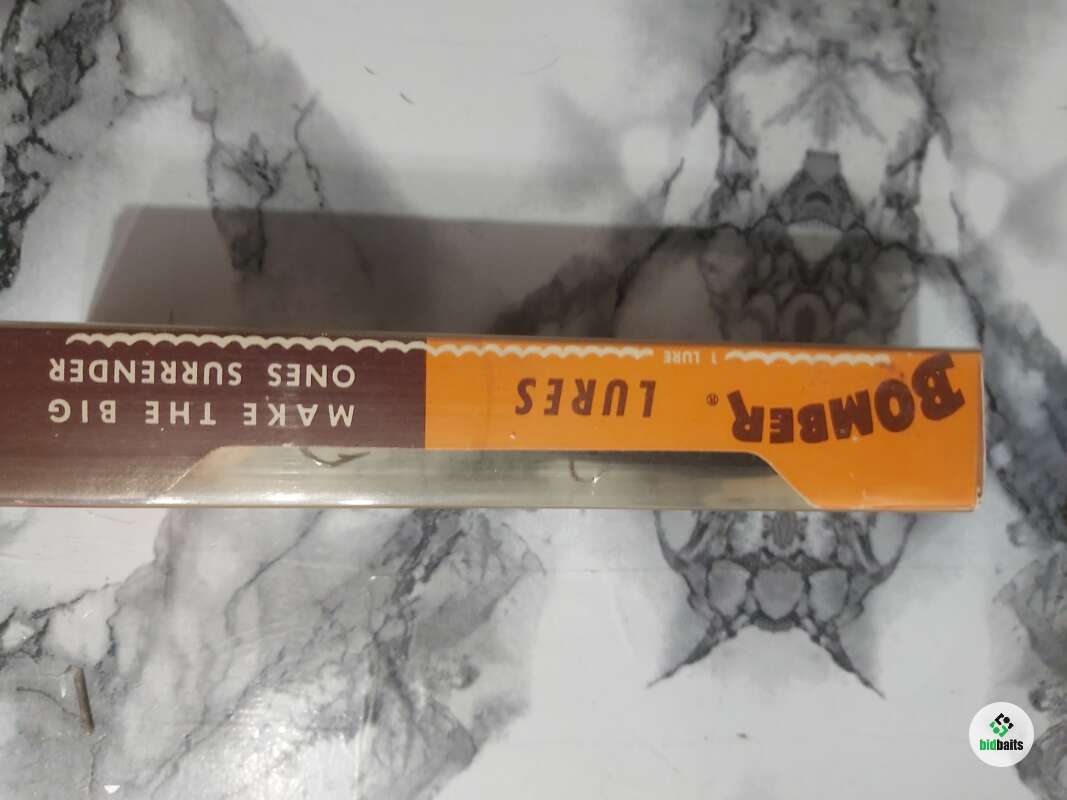 BOMBER® LURES
1 LURE
MAKE THE BIG
ONES SURRENDER
bidbaits